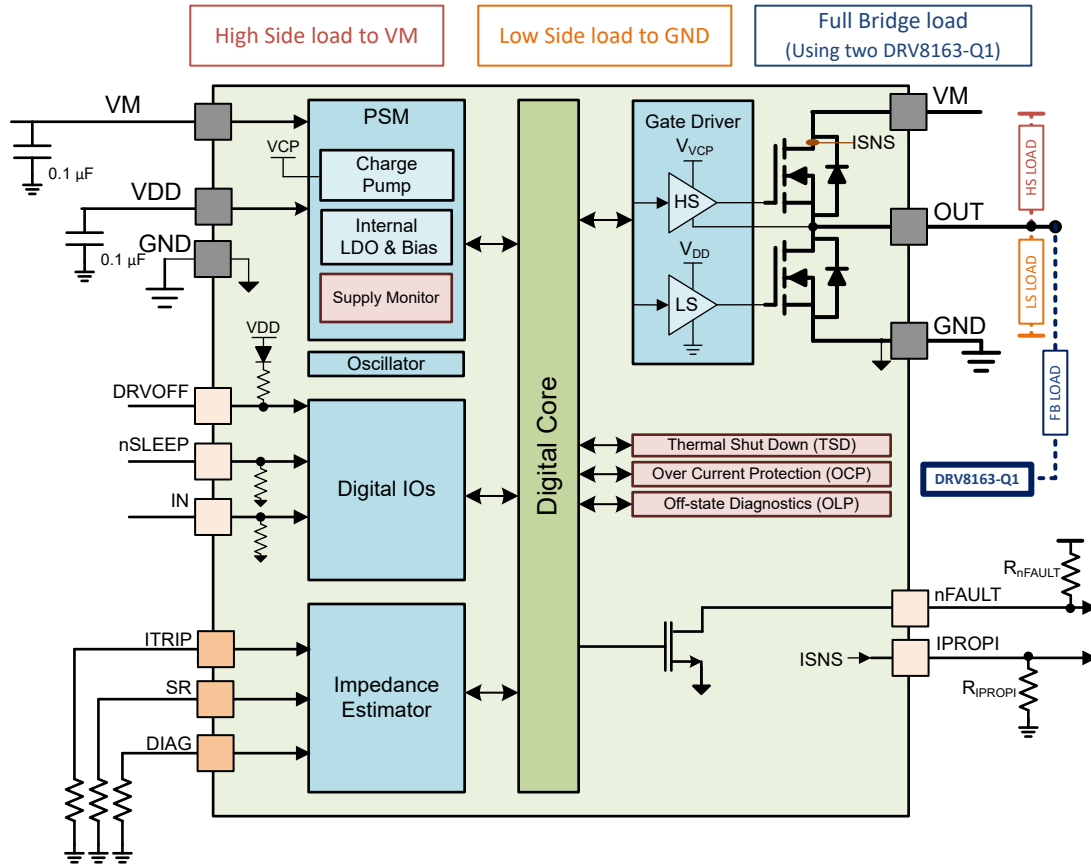 High Side load to VM
Low Side load to GND
Full Bridge load
(Using two DRV8163-Q1)
VM
0.1 µF
VDD
0.1 µF
GND
PSM
VCP
Charge
Pump
Internal
LDO & Bias
Supply Monitor
Oscillator
VDD
DRVOFF
nSLEEP
IN
Digital IOs
ITRIP
SR
DIAG
Impedance
Estimator
Digital Core
Gate Driver
VVCP
HS
VDD
LS
ISNS
VM
OUT
GND
HS LOAD
LS LOAD
FB LOAD
DRV8163-Q1
Thermal Shut Down (TSD)
Over Current Protection (OCP)
Off-state Diagnostics (OLP)
RnFAULT
nFAULT
ISNS
IPROPI
RIPROPI